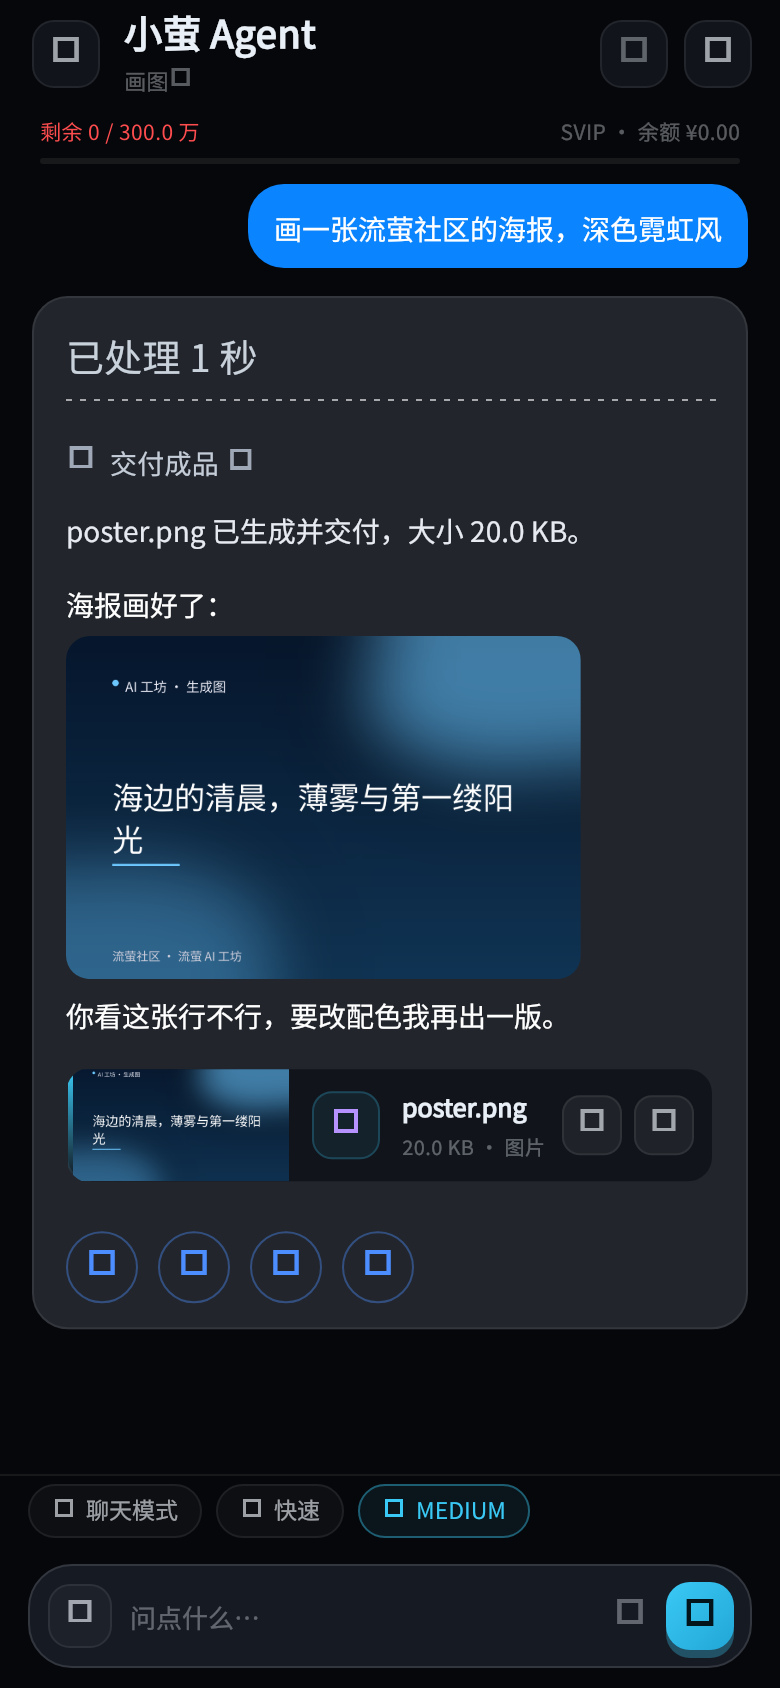 小萤 Agent
画图
剩余 0 / 300.0 万
SVIP · 余额 ¥0.00
画一张流萤社区的海报，深色霓虹风
已处理 1 秒
交付成品
poster.png 已生成并交付，大小 20.0 KB。
海报画好了：
AI 工坊 · 生成图
海边的清晨，薄雾与第一缕阳
光
流萤社区 · 流萤 AI 工坊
你看这张行不行，要改配色我再出一版。
AI 工坊 · 生成图
海边的清晨，薄雾与第一缕阳
光
poster.png
20.0 KB · 图片
聊天模式
快速
MEDIUM
问点什么…